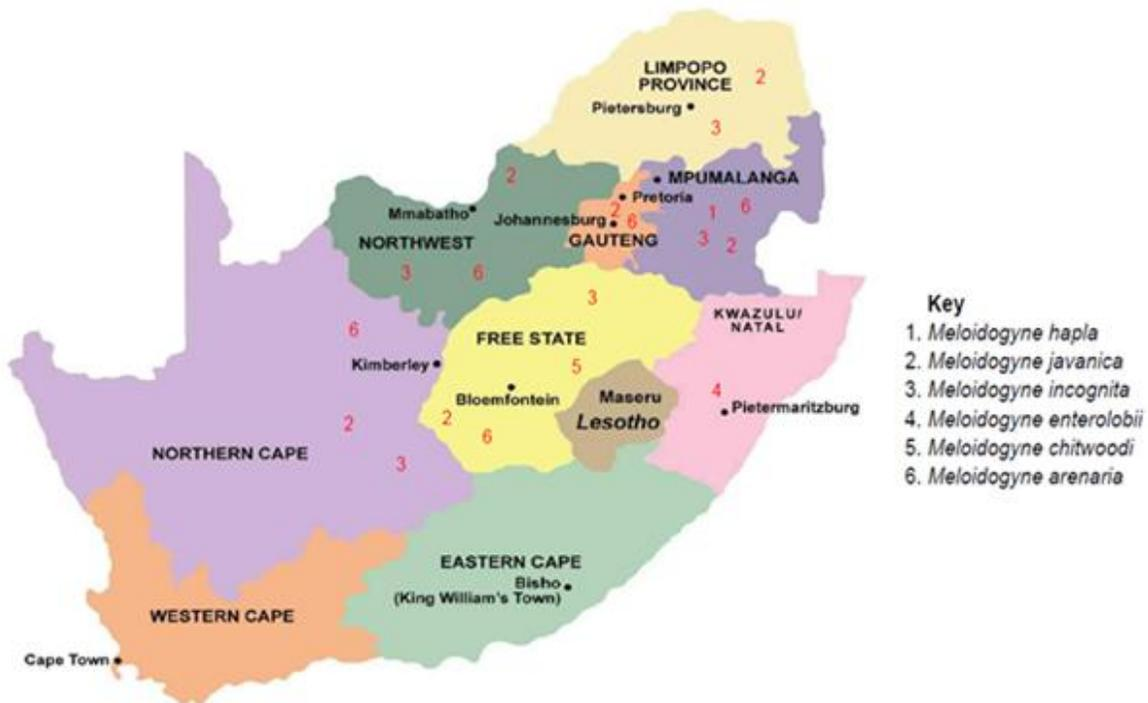 LIMPOPO
PROVINCE
2
Pietersburg
3
MPUMALANGA
2
Pretoria
Mmabatho
Johannesburg
2
6
1
6
NORTHWEST
GAUTENG
3
2
3
6
3
KWAZULU/
NATAL
6
FREE STATE
Kimberley
5
Bloemfontein
Maseru
4
Pietermaritzburg
2
2
Lesotho
6
NORTHERN CAPE
3
EASTERN CAPE
Bisho
(King William's Town)
WESTERN CAPE
Cape Town
Key
1. Meloidogyne hapla
2. Meloidogyne javanica
3. Meloidogyne incognita
4. Meloidogyne enterolobii
5. Meloidogyne chitwoodi
6. Meloidogyne arenaria